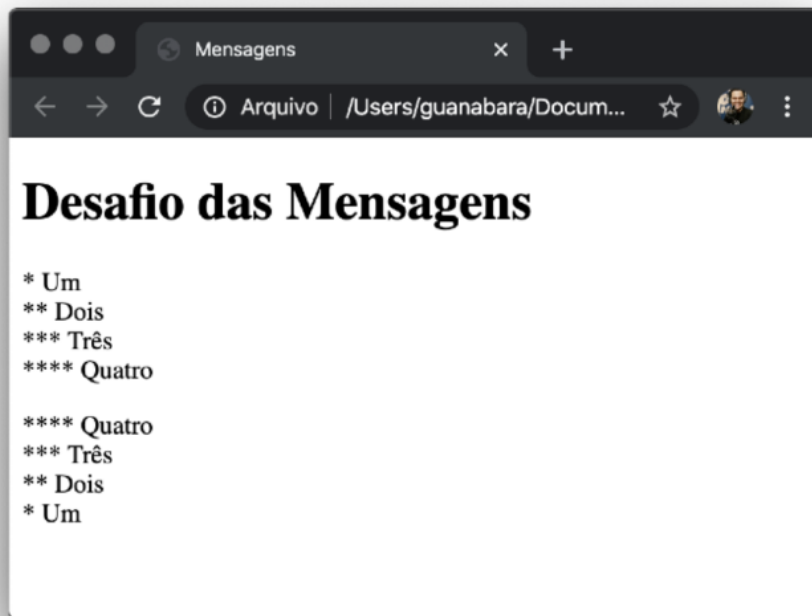 Mensagens
Arquivo /Users/guanabara/Docum...
Desafio das Mensagens
* Um
** Dois
*** Três
**** Quatro
**** Quatro
*** Três
** Dois
* Um